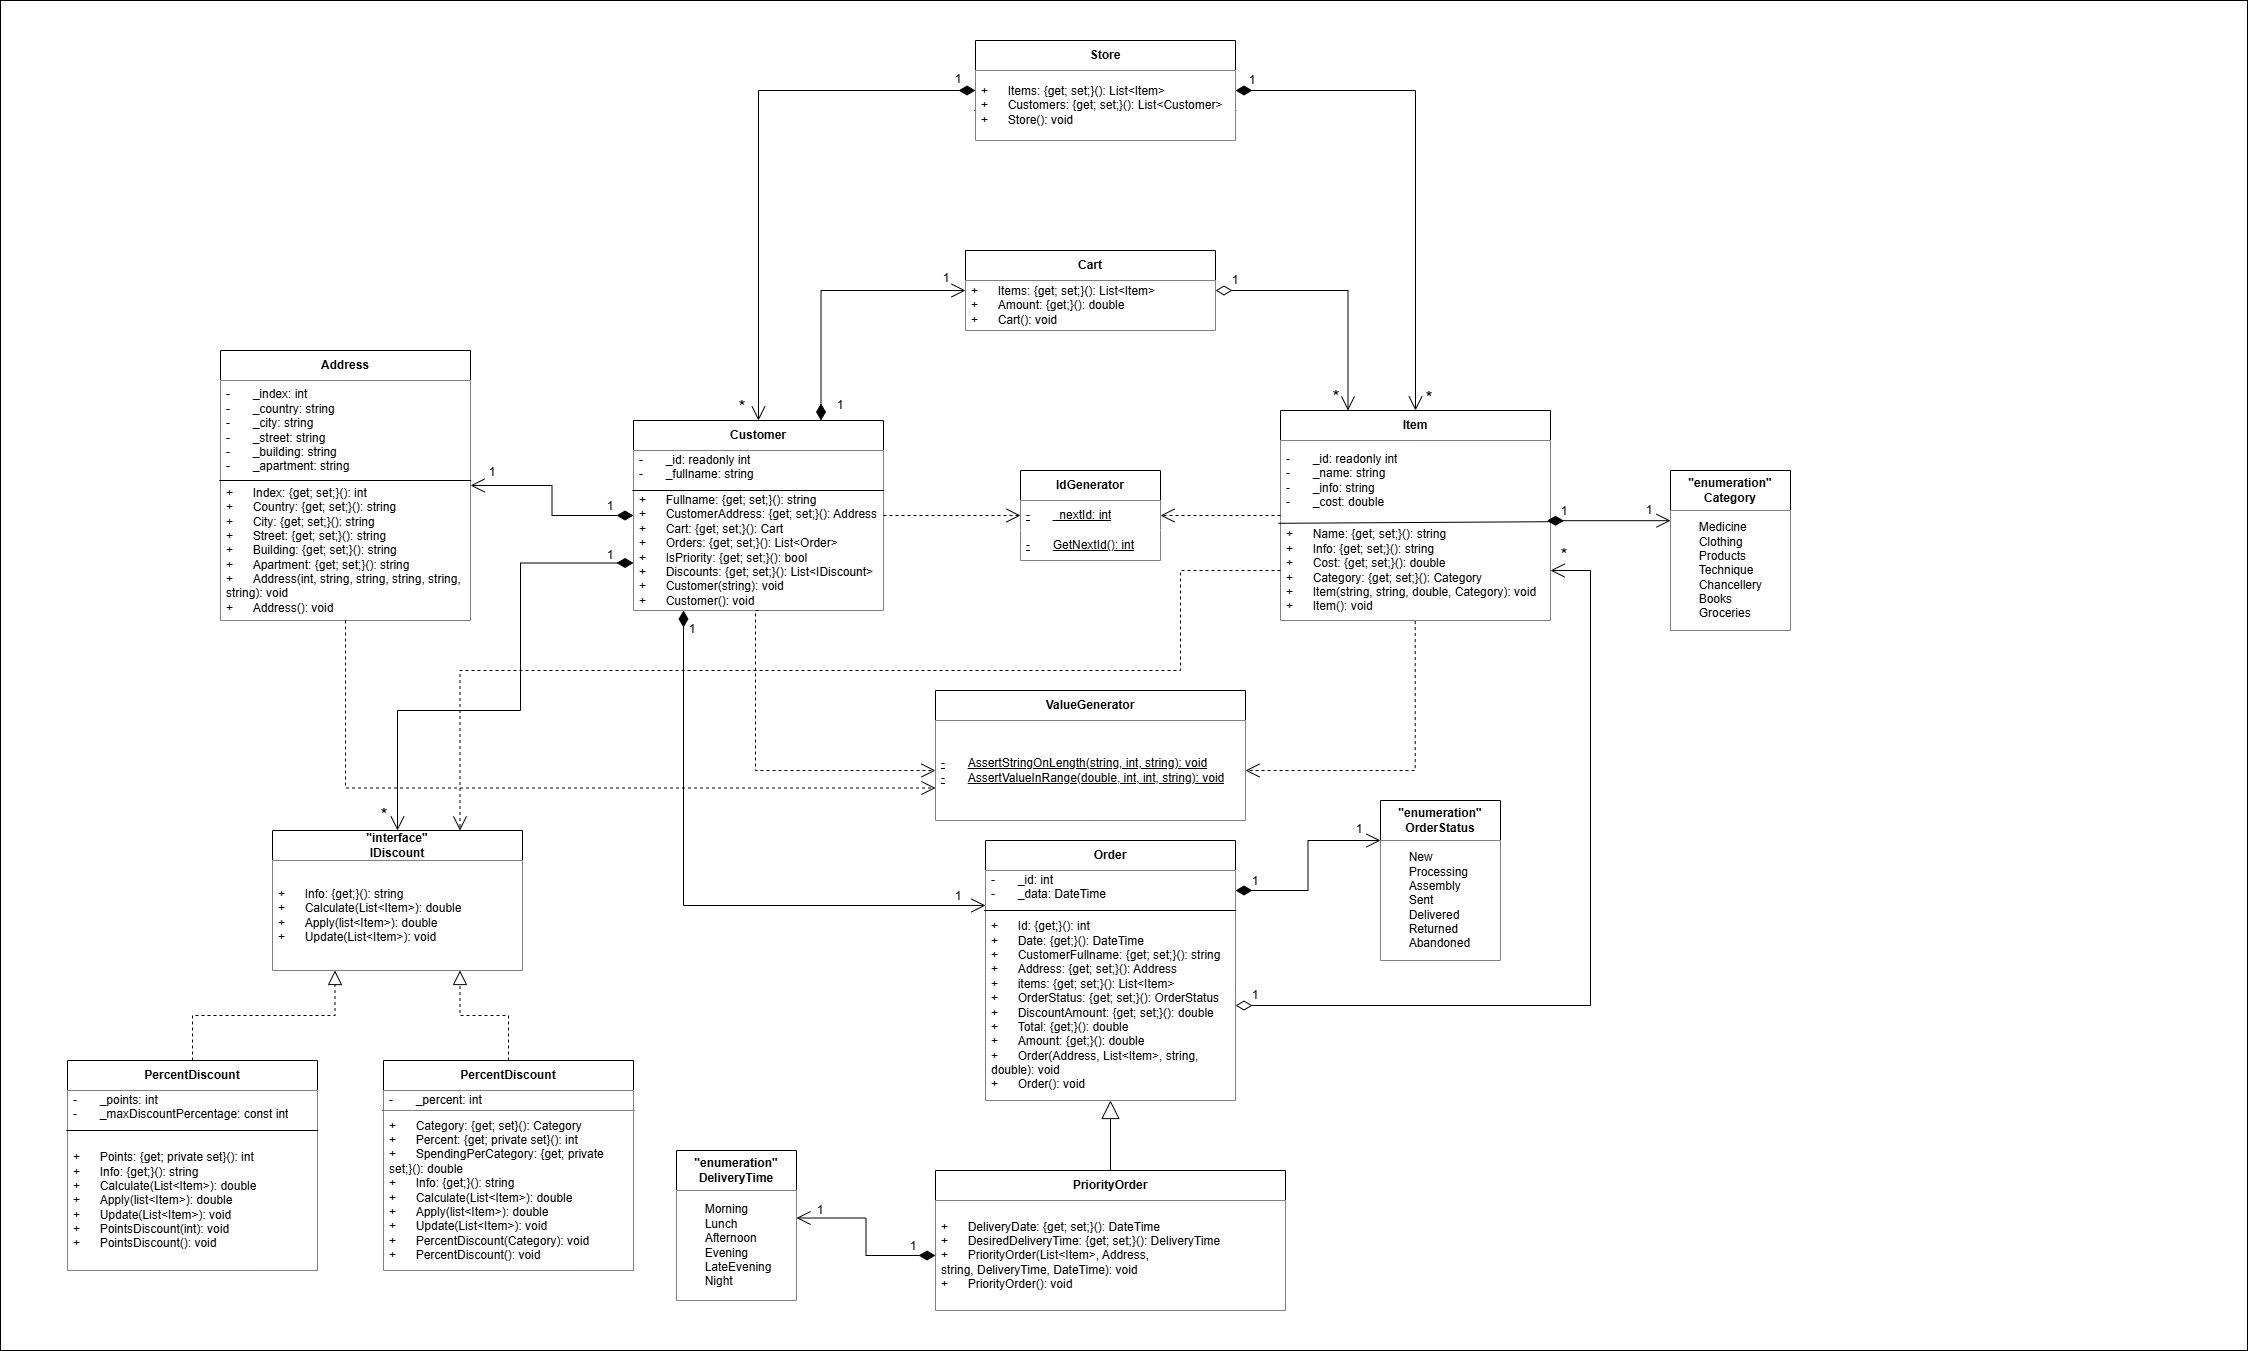 Store
1
1
+ Items: {get; set;}(): List<Item>
+ Customers: {get; set;}(): List<Customer>
+ Store(): void
Cart
1
1
+ Items: {get; set;}(): List<Item>
+ Amount: {get;}(): double
+ Cart(): void
Address
- _index: int
- _country: string
- _city: string
- _street: string
- _building: string
- _apartment: string
+ Index: {get; set;}(): int
+ Country: {get; set;}(): string
+ City: {get; set;}(): string
+ Street: {get; set;}(): string
+ Building: {get; set;}(): string
+ Apartment: {get; set;}(): string
+ Address(int, string, string, string, string,
string): void
+ Address(): void
1
*
1
Customer
- _id: readonly int
- _fullname: string
+ Fullname: {get; set;}(): string
+ CustomerAddress: {get; set;}(): Address
+ Cart: {get; set;}(): Cart
+ Orders: {get; set;}(): List<Order>
+ IsPriority: {get; set;}(): bool
+ Discounts: {get; set;}(): List<IDiscount>
+ Customer(string): void
+ Customer(): void
1
1
1
IdGenerator
- _nextId: int
- GetNextId(): int
*
*
Item
- _id: readonly int
- _name: string
- _info: string
- _cost: double
+ Name: {get; set;}(): string
+ Info: {get; set;}(): string
+ Cost: {get; set;}(): double
+ Category: {get; set;}(): Category
+ Item(string, string, double, Category): void
+ Item(): void
1
1
*
"enumeration"
Category
Medicine
Clothing
Products
Technique
Chancellery
Books
Groceries
ValueGenerator
- AssertStringOnLength(string, int, string): void
- AssertValueInRange(double, int, int, string): void
*
"interface"
IDiscount
+ Info: {get;}(): string
+ Calculate(List<Item>): double
+ Apply(list<Item>): double
+ Update(List<Item>): void
1
Order
- _id: int
- _data: DateTime
+ Id: {get;}(): int
+ Date: {get;}(): DateTime
+ CustomerFullname: {get; set;}(): string
+ Address: {get; set;}(): Address
+ items: {get; set;}(): List<Item>
+ OrderStatus: {get; set;}(): OrderStatus
+ DiscountAmount: {get; set;}(): double
+ Total: {get;}(): double
+ Amount: {get;}(): double
+ Order(Address, List<Item>, string,
double): void
+ Order(): void
1
1
1
"enumeration"
OrderStatus
New
Processing
Assembly
Sent
Delivered
Returned
Abandoned
PercentDiscount
- _points: int
- _maxDiscountPercentage: const int
+ Points: {get; private set}(): int
+ Info: {get;}(): string
+ Calculate(List<Item>): double
+ Apply(list<Item>): double
+ Update(List<Item>): void
+ PointsDiscount(int): void
+ PointsDiscount(): void
PercentDiscount
- _percent: int
+ Category: {get; set}(): Category
+ Percent: {get; private set}(): int
+ SpendingPerCategory: {get; private
set;}(): double
+ Info: {get;}(): string
+ Calculate(List<Item>): double
+ Apply(list<Item>): double
+ Update(List<Item>): void
+ PercentDiscount(Category): void
+ PercentDiscount(): void
"enumeration"
DeliveryTime
Morning
Lunch
Afternoon
Evening
LateEvening
Night
1
1
PriorityOrder
+ DeliveryDate: {get; set;}(): DateTime
+ DesiredDeliveryTime: {get; set;}(): DeliveryTime
+ PriorityOrder(List<Item>, Address,
string, DeliveryTime, DateTime): void
+ PriorityOrder(): void